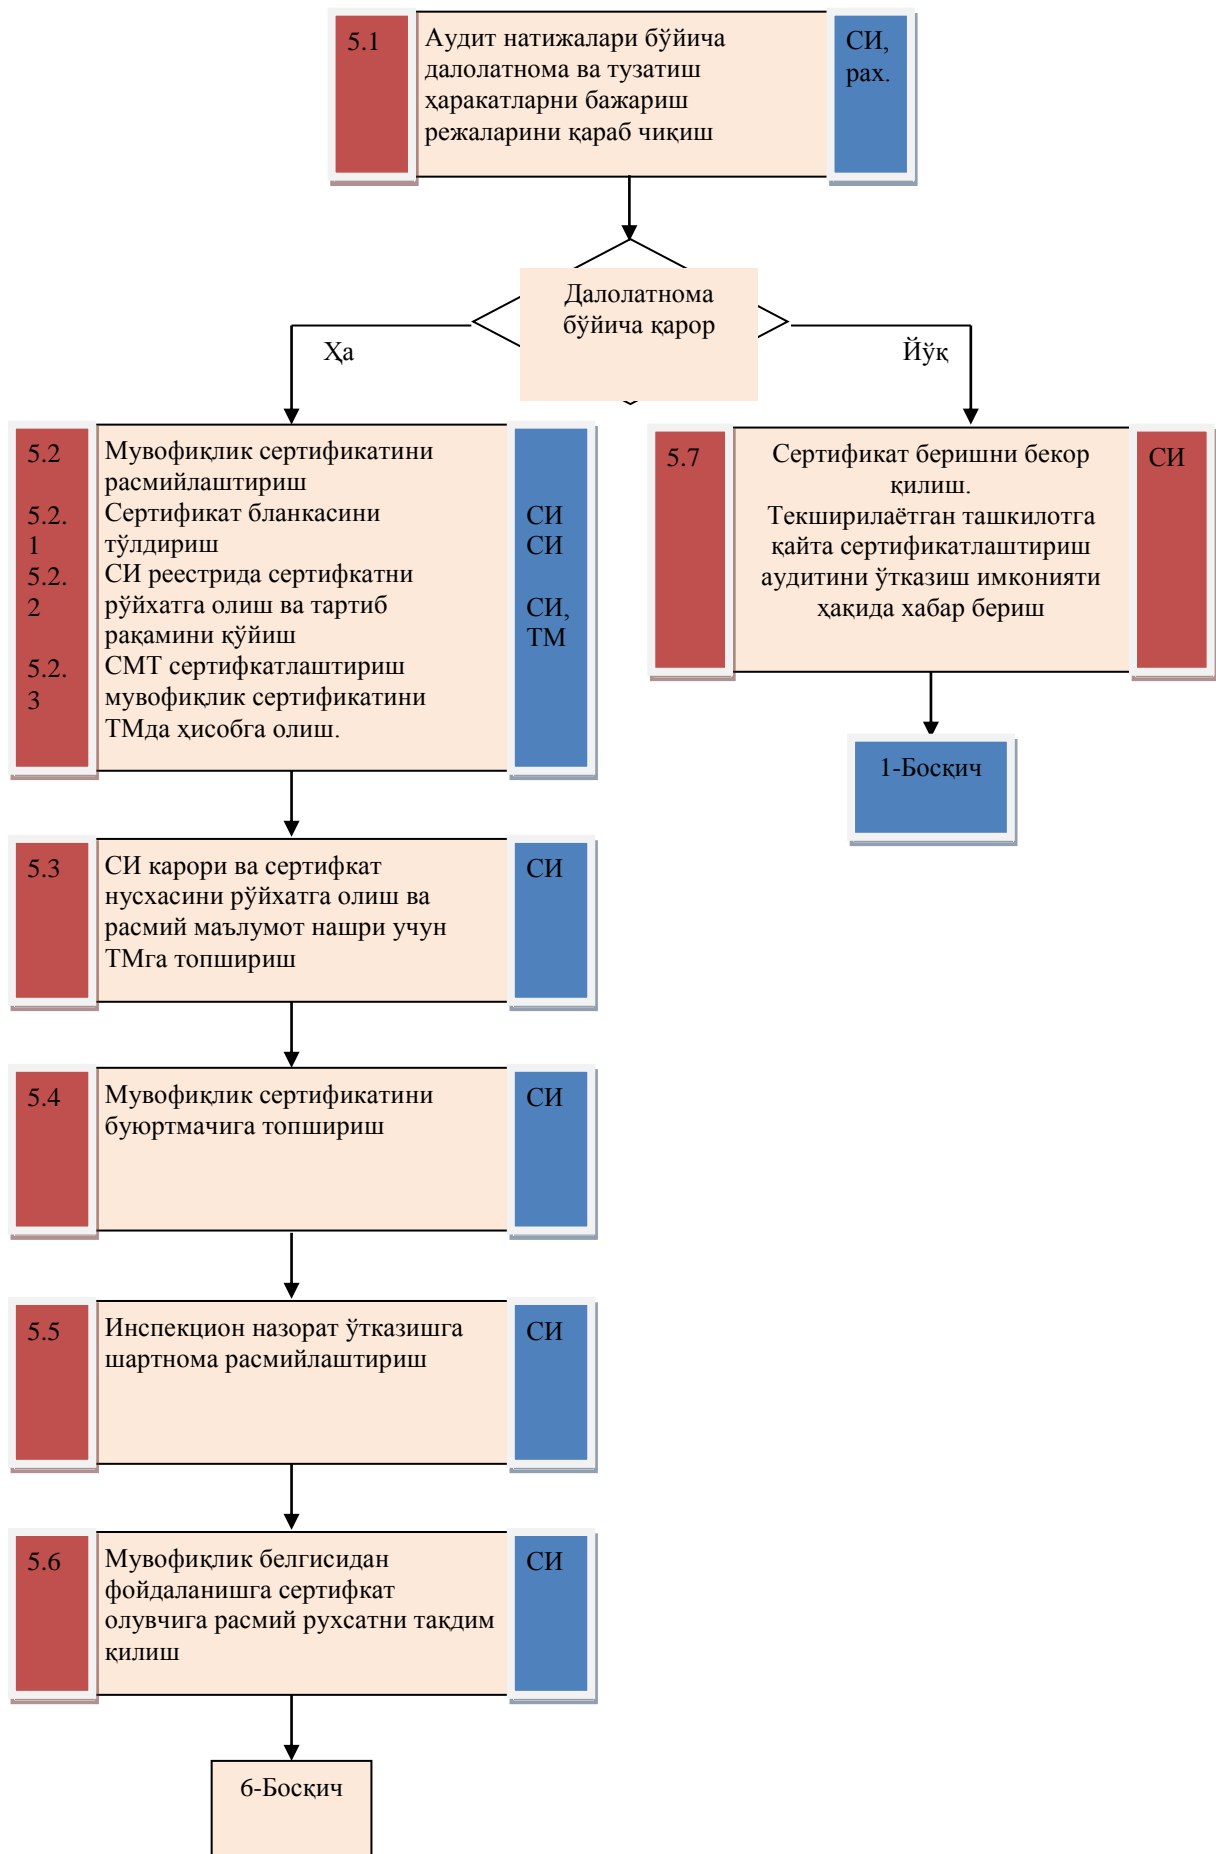 5.1
Аудит натижалари бўйича
далолатнома ва тузатиш
ҳаракатларни бажариш
режаларини қараб чиқиш
СИ,
рах.
Далолатнома
бўйича қарор
Ҳа
Йўқ
5.2
5.2.
1
5.2.
2
5.2.
3
Мувофиқлик сертификатини
расмийлаштириш
Сертификат бланкасини
тўлдириш
СИ реестрида сертифкатни
рўйхатга олиш ва тартиб
рақамини қўйиш
СМТ сертифкатлаштириш
мувофиқлик сертификатини
ТМда ҳисобга олиш.
СИ
СИ
СИ,
ТМ
5.7
Сертификат беришни бекор
қилиш.
Текширилаётган ташкилотга
қайта сертификатлаштириш
аудитини ўтказиш имконияти
ҳақида хабар бериш
СИ
1-Босқич
5.3
СИ карори ва сертифкат
нусхасини рўйхатга олиш ва
расмий маълумот нашри учун
ТМга топшириш
СИ
5.4
Мувофиқлик сертификатини
буюртмачига топшириш
СИ
5.5
Инспекцион назорат ўтказишга
шартнома расмийлаштириш
СИ
5.6
Мувофиқлик белгисидан
фойдаланишга сертифкат
олувчига расмий рухсатни тақдим
қилиш
СИ
6-Босқич